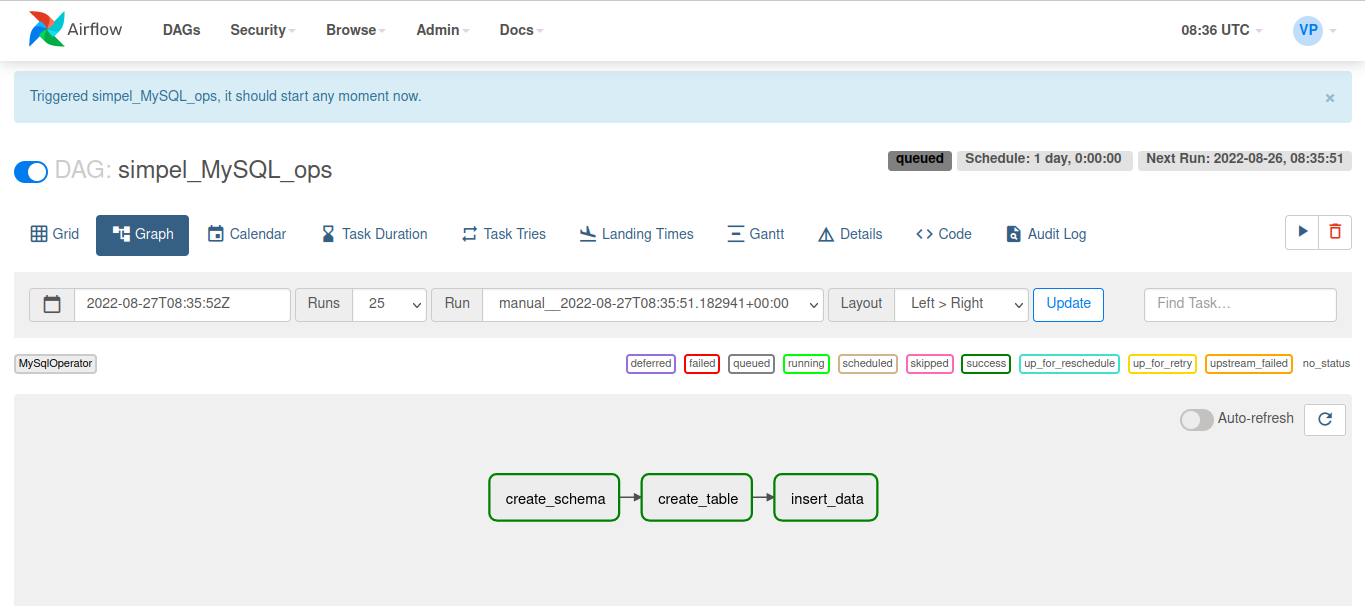 Airflow DAGs Security Browse Admin Docs 08:36 UTC VP
Triggered simpel_MySQL_ops, it should start any moment now. ×
DAG: simpel_MySQL_ops queued Schedule: 1 day, 0:00:00 Next Run: 2022-08-26, 08:35:51
Grid Graph Calendar Task Duration Task Tries Landing Times Gantt Details Code Audit Log
2022-08-27T08:35:52Z Runs 25 Run manual__2022-08-27T08:35:51.182941+00:00 Layout Left > Right Update Find Task…
MySqlOperator deferred failed queued running scheduled skipped success up_for_reschedule up_for_retry upstream_failed no_status
Auto-refresh
create_schema create_table insert_data